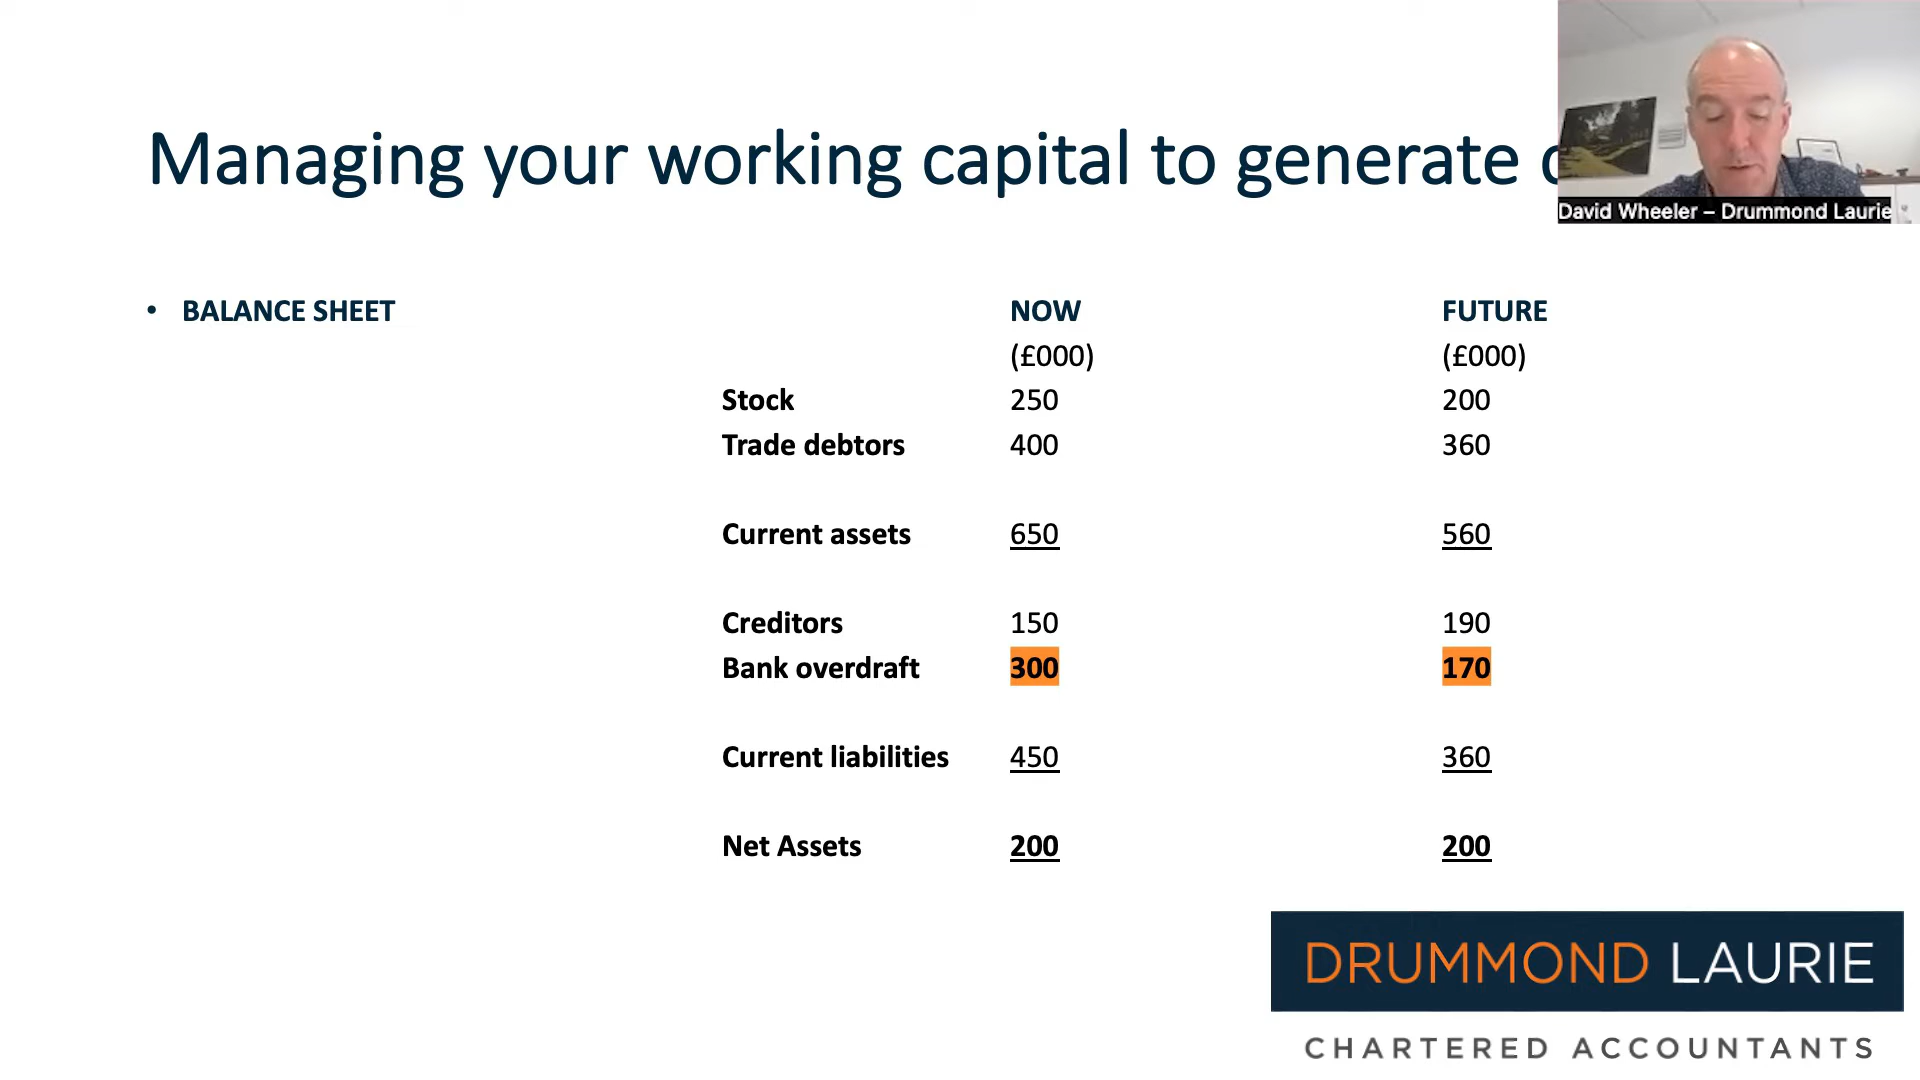 Managing your working capital to generate
David Wheeler – Drummond Laurie
• BALANCE SHEET NOW FUTURE
(£000) (£000)
Stock 250 200
Trade debtors 400 360
Current assets 650 560
Creditors 150 190
Bank overdraft 300 170
Current liabilities 450 360
Net Assets 200 200
DRUMMOND LAURIE
CHARTERED ACCOUNTANTS